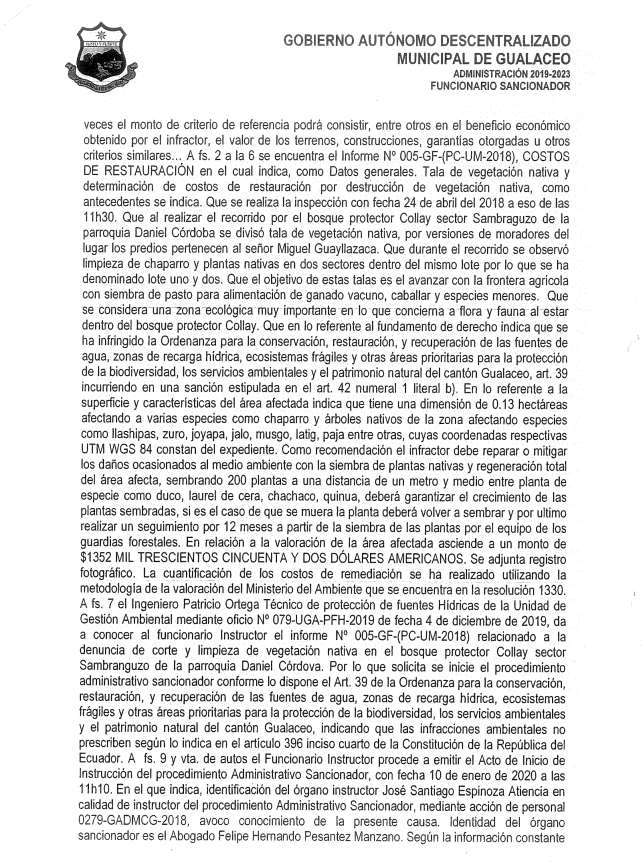 GOBIERNO AUTÓNOMO DESCENTRALIZADO
MUNICIPAL DE GUALACEO
ADMINISTRACIÓN 2019-2023
FUNCIONARIO SANCIONADOR
veces el monto de criterio de referencia podrá consistir, entre otros en el beneficio económico
obtenido por el infractor, el valor de los terrenos, construcciones, garantías otorgadas u otros
criterios similares... A fs. 2 a la 6 se encuentra el Informe Nº 005-GF-(PC-UM-2018), COSTOS
DE RESTAURACIÓN en el cual indica, como Datos generales. Tala de vegetación nativa y
determinación de costos de restauración por destrucción de vegetación nativa, como
antecedentes se indica. Que se realiza la inspección con fecha 24 de abril del 2018 a eso de las
11h30. Que al realizar el recorrido por el bosque protector Collay sector Sambraguzo de la
parroquia Daniel Córdoba se divisó tala de vegetación nativa, por versiones de moradores del
lugar los predios pertenecen al señor Miguel Guayllazaca. Que durante el recorrido se observó
limpieza de chaparro y plantas nativas en dos sectores dentro del mismo lote por lo que se ha
denominado lote uno y dos. Que el objetivo de estas talas es el avanzar con la frontera agrícola
con siembra de pasto para alimentación de ganado vacuno, caballar y especies menores. Que
se considera una zona ecológica muy importante en lo que concierna a flora y fauna al estar
dentro del bosque protector Collay. Que en lo referente al fundamento de derecho indica que se
ha infringido la Ordenanza para la conservación, restauración, y recuperación de las fuentes de
agua, zonas de recarga hídrica, ecosistemas frágiles y otras áreas prioritarias para la protección
de la biodiversidad, los servicios ambientales y el patrimonio natural del cantón Gualaceo, art. 39
incurriendo en una sanción estipulada en el art. 42 numeral 1 literal b). En lo referente a la
superficie y características del área afectada indica que tiene una dimensión de 0.13 hectáreas
afectando a varias especies como chaparro y árboles nativos de la zona afectando especies
como llashipas, zuro, joyapa, jalo, musgo, latig, paja entre otras, cuyas coordenadas respectivas
UTM WGS 84 constan del expediente. Como recomendación el infractor debe reparar o mitigar
los daños ocasionados al medio ambiente con la siembra de plantas nativas y regeneración total
del área afecta, sembrando 200 plantas a una distancia de un metro y medio entre planta de
especie como duco, laurel de cera, chachaco, quinua, deberá garantizar el crecimiento de las
plantas sembradas, si es el caso de que se muera la planta deberá volver a sembrar y por ultimo
realizar un seguimiento por 12 meses a partir de la siembra de las plantas por el equipo de los
guardias forestales. En relación a la valoración de la área afectada asciende a un monto de
$1352 MIL TRESCIENTOS CINCUENTA Y DOS DÓLARES AMERICANOS. Se adjunta registro
fotográfico. La cuantificación de los costos de remediación se ha realizado utilizando la
metodología de la valoración del Ministerio del Ambiente que se encuentra en la resolución 1330.
A fs. 7 el Ingeniero Patricio Ortega Técnico de protección de fuentes Hídricas de la Unidad de
Gestión Ambiental mediante oficio Nº 079-UGA-PFH-2019 de fecha 4 de diciembre de 2019, da
a conocer al funcionario Instructor el informe Nº 005-GF-(PC-UM-2018) relacionado a la
denuncia de corte y limpieza de vegetación nativa en el bosque protector Collay sector
Sambranguzo de la parroquia Daniel Córdova. Por lo que solicita se inicie el procedimiento
administrativo sancionador conforme lo dispone el Art. 39 de la Ordenanza para la conservación,
restauración, y recuperación de las fuentes de agua, zonas de recarga hídrica, ecosistemas
frágiles y otras áreas prioritarias para la protección de la biodiversidad, los servicios ambientales
y el patrimonio natural del cantón Gualaceo, indicando que las infracciones ambientales no
prescriben según lo indica en el artículo 396 inciso cuarto de la Constitución de la República del
Ecuador. A fs. 9 y vta. de autos el Funcionario Instructor procede a emitir el Acto de Inicio de
Instrucción del procedimiento Administrativo Sancionador, con fecha 10 de enero de 2020 a las
11h10. En el que indica, identificación del órgano instructor José Santiago Espinoza Atiencia en
calidad de instructor del procedimiento Administrativo Sancionador, mediante acción de personal
0279-GADMCG-2018, avoco conocimiento de la presente causa. Identidad del órgano
sancionador es el Abogado Felipe Hernando Pesantez Manzano. Según la información constante